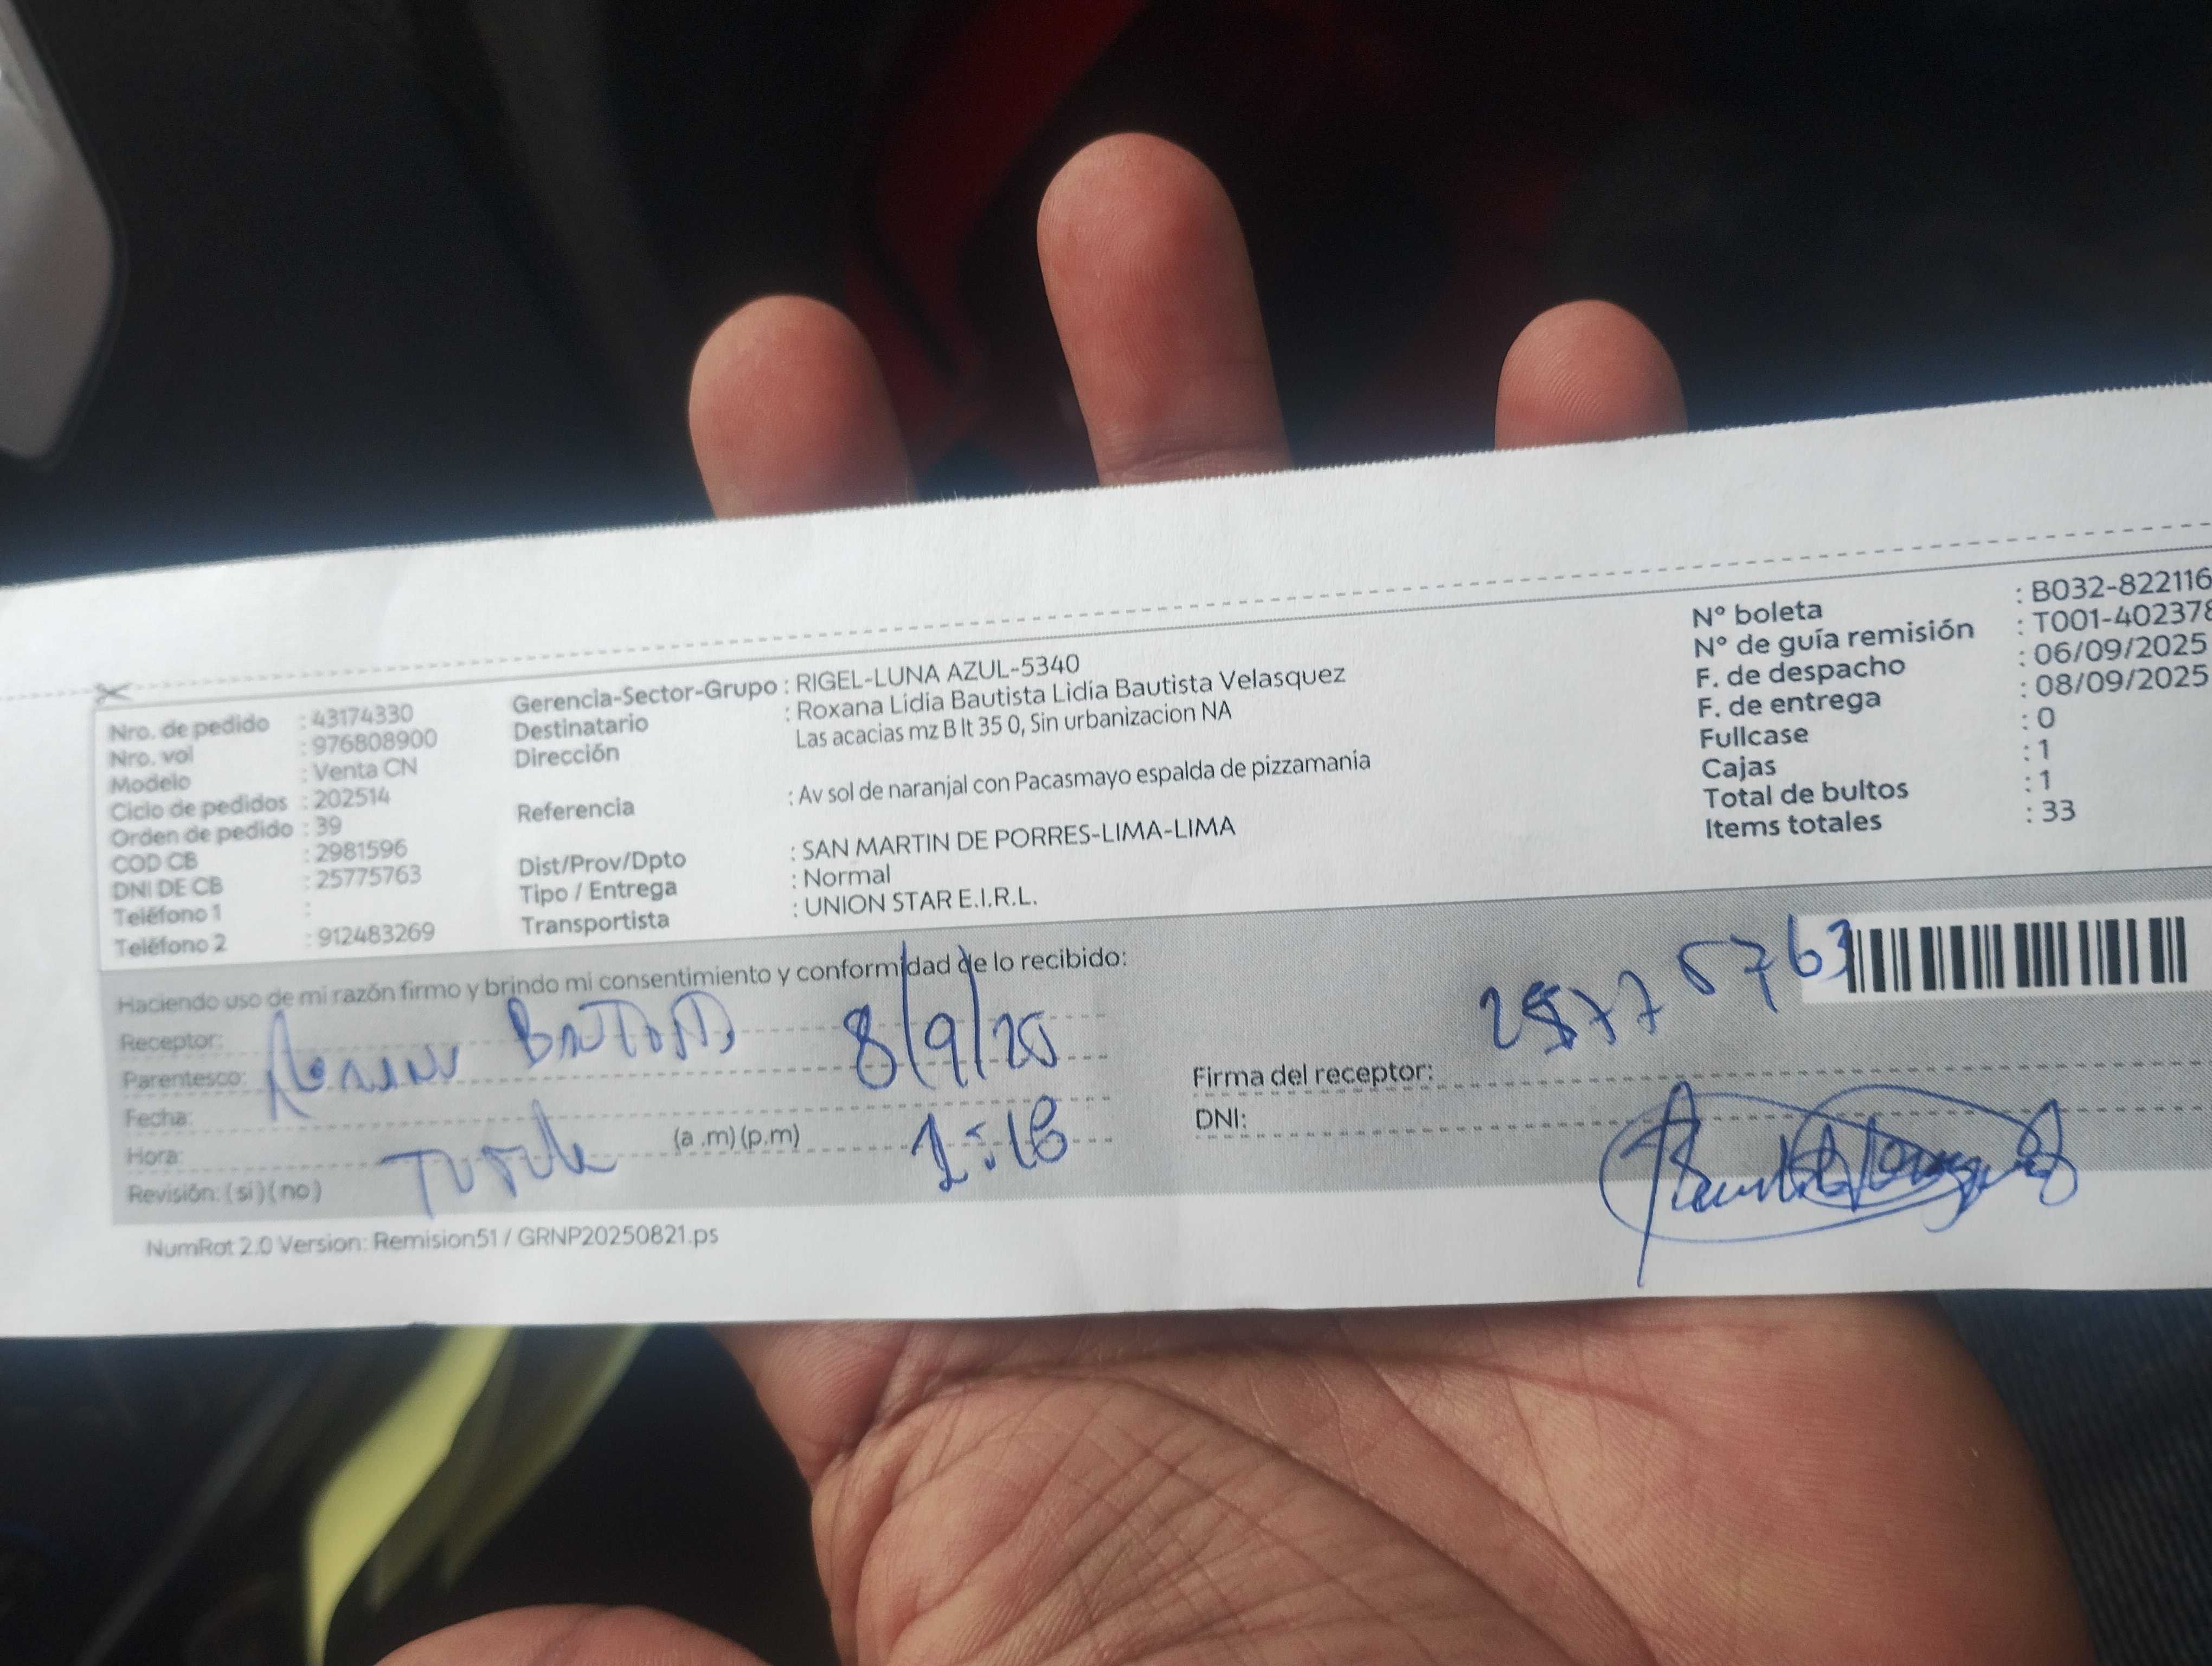 Nro. de pedido : 43174330
Nro. vol : 976808900
Modelo : Venta CN
Ciclo de pedidos : 202514
Orden de pedido : 39
COD CB : 2981596
DNI DE CB : 25775763
Teléfono 1 :
Teléfono 2 : 912483269
Gerencia-Sector-Grupo : RIGEL-LUNA AZUL-5340
Destinatario : Roxana Lidia Bautista Lidia Bautista Velasquez
Dirección Las acacias mz B lt 35 0, Sin urbanizacion NA
Referencia : Av sol de naranjal con Pacasmayo espalda de pizzamania
Dist/Prov/Dpto : SAN MARTIN DE PORRES-LIMA-LIMA
Tipo / Entrega : Normal
Transportista : UNION STAR E.I.R.L.
N° boleta : B032-822116
N° de guía remisión : T001-402378
F. de despacho : 06/09/2025
F. de entrega : 08/09/2025
Fullcase : 0
Cajas : 1
Total de bultos : 1
Items totales : 33
Haciendo uso de mi razón firmo y brindo mi consentimiento y conformidad de lo recibido:
Receptor:
Parentesco:
8/9/25
Fecha:
Hora: (a .m) (p.m)
Revisión: (si) (no)
25775763
Firma del receptor:
DNI:
NumRot 2.0 Version: Remision51 / GRNP20250821.ps